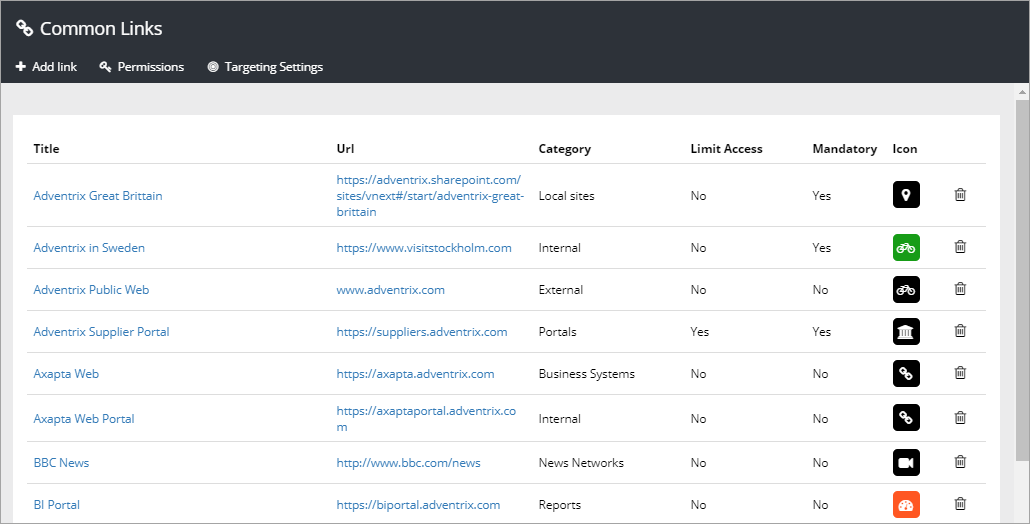 Common Links
Add link Permissions Targeting Settings
Title Url Category Limit Access Mandatory Icon
https://adventrix.sharepoint.com/
Adventrix Great Brittain sites/vnext#/start/adventrix-great- Local sites No Yes
brittain
Adventrix in Sweden https://www.visitstockholm.com Internal No Yes
Adventrix Public Web www.adventrix.com External No No
Adventrix Supplier Portal https://suppliers.adventrix.com Portals Yes Yes
Axapta Web https://axapta.adventrix.com Business Systems No No
Axapta Web Portal https://axaptaportal.adventrix.co Internal No No
m
BBC News http://www.bbc.com/news News Networks No No
BI Portal https://biportal.adventrix.com Reports No No